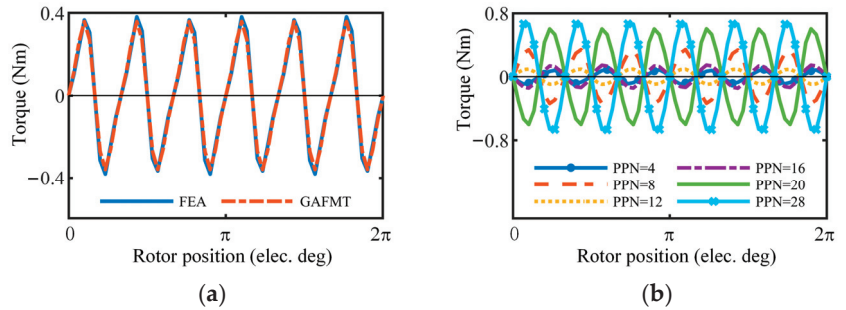 0.4
0
−0.4
Torque (Nm)
FEA
GAFMT
0
π
2π
Rotor position (elec. deg)
(a)
0.8
0
−0.8
Torque (Nm)
PPN=4
PPN=16
PPN=8
PPN=20
PPN=12
PPN=28
0
π
2π
Rotor position (elec. deg)
(b)